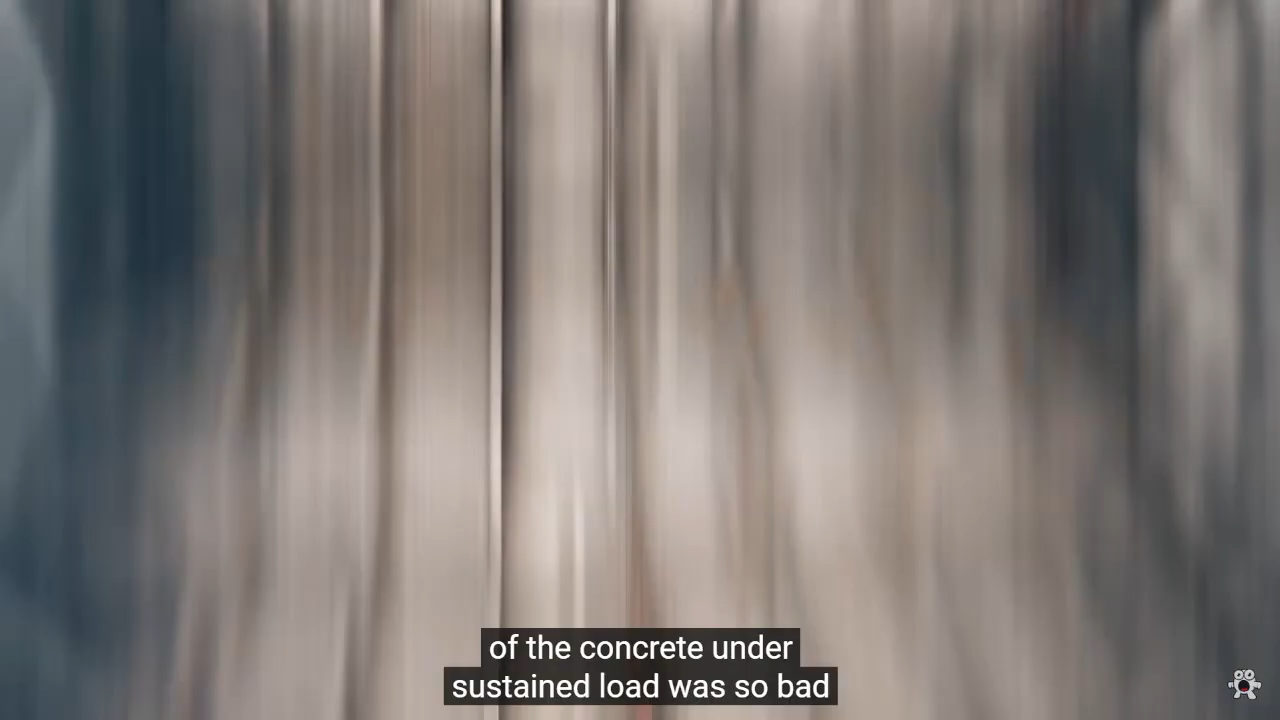 of the concrete under
sustained load was so bad